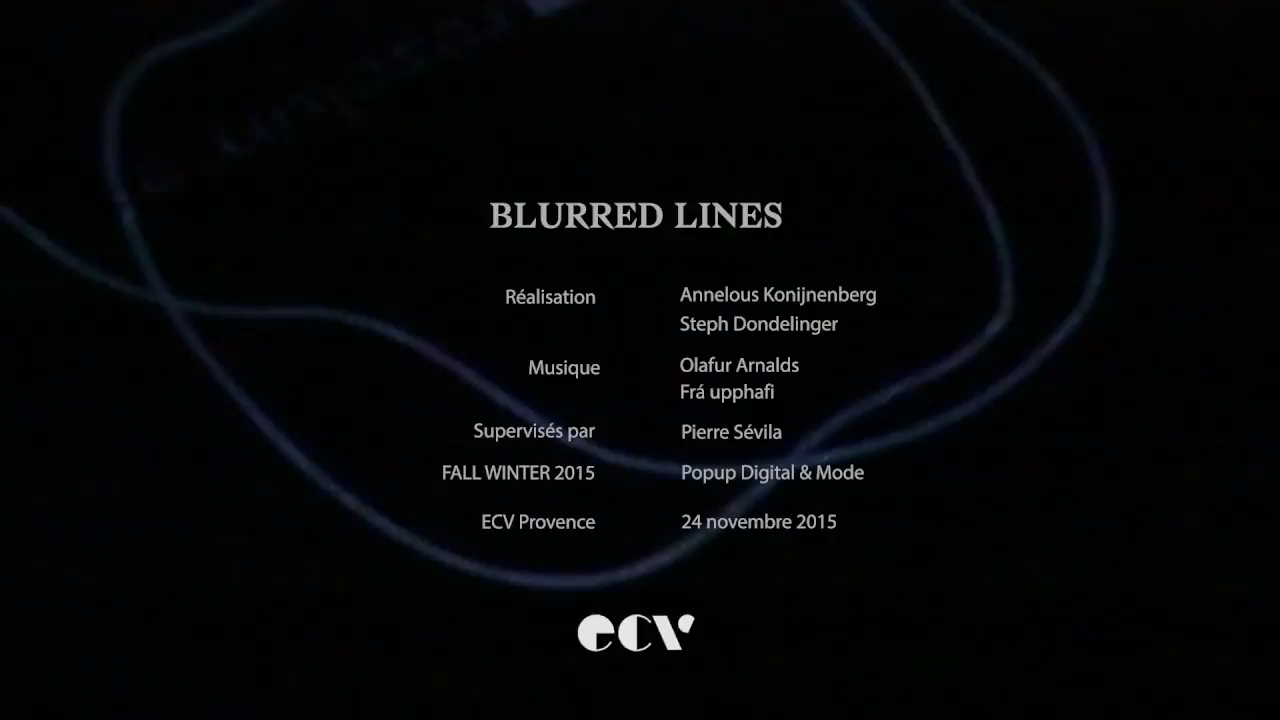 BLURRED LINES
Réalisation Annelous Konijnenberg
Steph Dondelinger
Musique Olafur Arnalds
Frá upphafi
Supervisés par Pierre Sévila
FALL WINTER 2015 Popup Digital & Mode
ECV Provence 24 novembre 2015
ecv